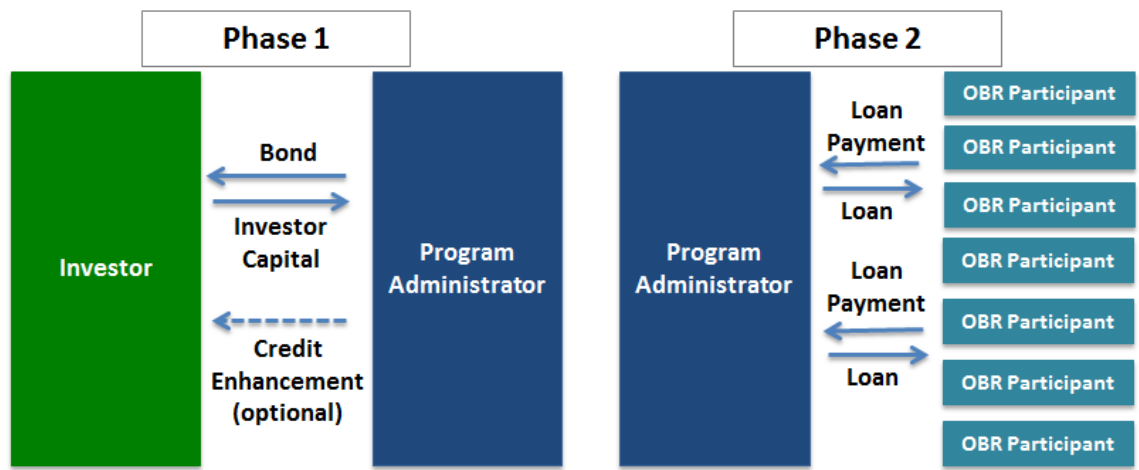 Phase 1
Investor
Bond
Investor
Capital
Credit
Enhancement
(optional)
Program
Administrator
Phase 2
Program
Administrator
Loan
Payment
Loan
Loan
Payment
Loan
OBR Participant
OBR Participant
OBR Participant
OBR Participant
OBR Participant
OBR Participant
OBR Participant